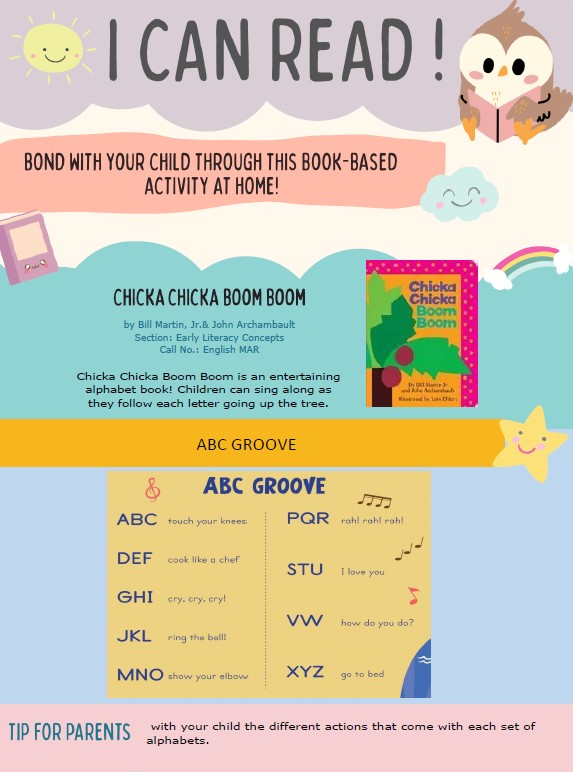 I CAN READ !
BOND WITH YOUR CHILD THROUGH THIS BOOK-BASED
ACTIVITY AT HOME!
CHICKA CHICKA BOOM BOOM
by Bill Martin, Jr.& John Archambault
Section: Early Literacy Concepts
Call No.: English MAR
Chicka Chicka Boom Boom is an entertaining
alphabet book! Children can sing along as
they follow each letter going up the tree.
Chicka
Chicka
Boom
Boom
By Bill Martin Jr.
and John Archambault
Illustrated by Lois Ehlert
ABC GROOVE
ABC GROOVE
ABC touch your knees
DEF cook like a chef
GHI cry, cry, cry!
JKL ring the bell!
MNO show your elbow
PQR rah! rah! rah!
STU I love you
VW how do you do?
XYZ go to bed
TIP FOR PARENTS with your child the different actions that come with each set of
alphabets.